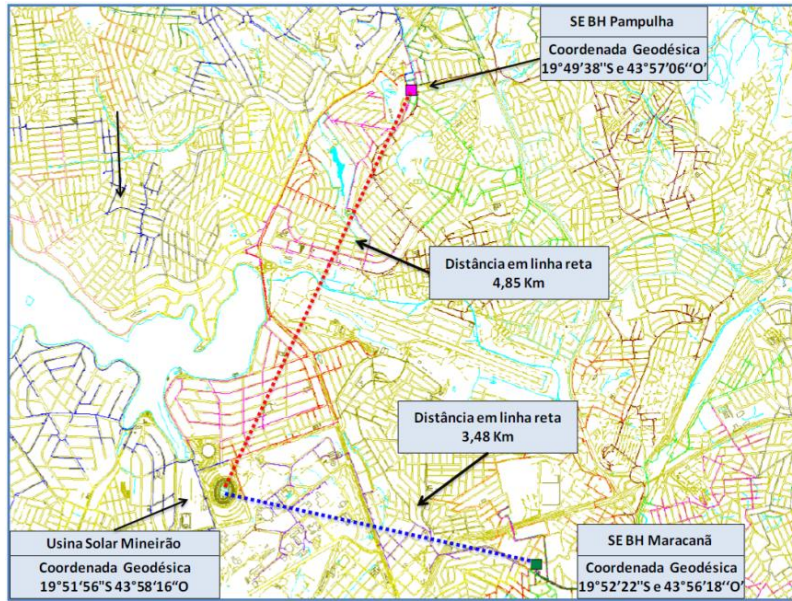 SE BH Pampulha
Coordenada Geodésica
19°49'38"S e 43°57'06"O'
Distância em linha reta
4,85 Km
Distância em linha reta
3,48 Km
Usina Solar Mineirão
Coordenada Geodésica
19°51'56"S 43°58'16"O
SE BH Maracanã
Coordenada Geodésica
19°52'22"S e 43°56'18"O'